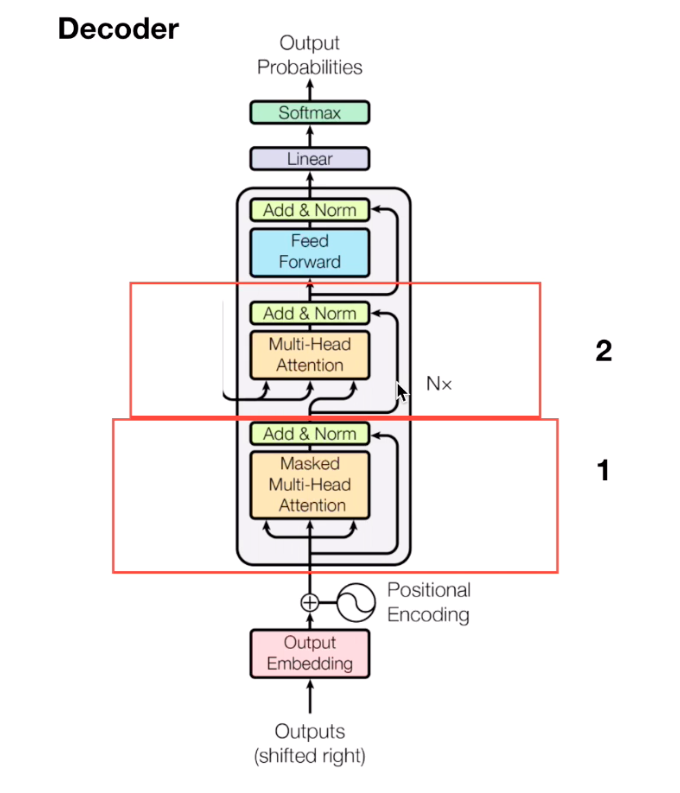 Decoder
Output
Probabilities
Softmax
Linear
Add & Norm
Feed
Forward
Add & Norm
Multi-Head
Attention
2
N×
Add & Norm
Masked
Multi-Head
Attention
1
Positional
Encoding
Output
Embedding
Outputs
(shifted right)